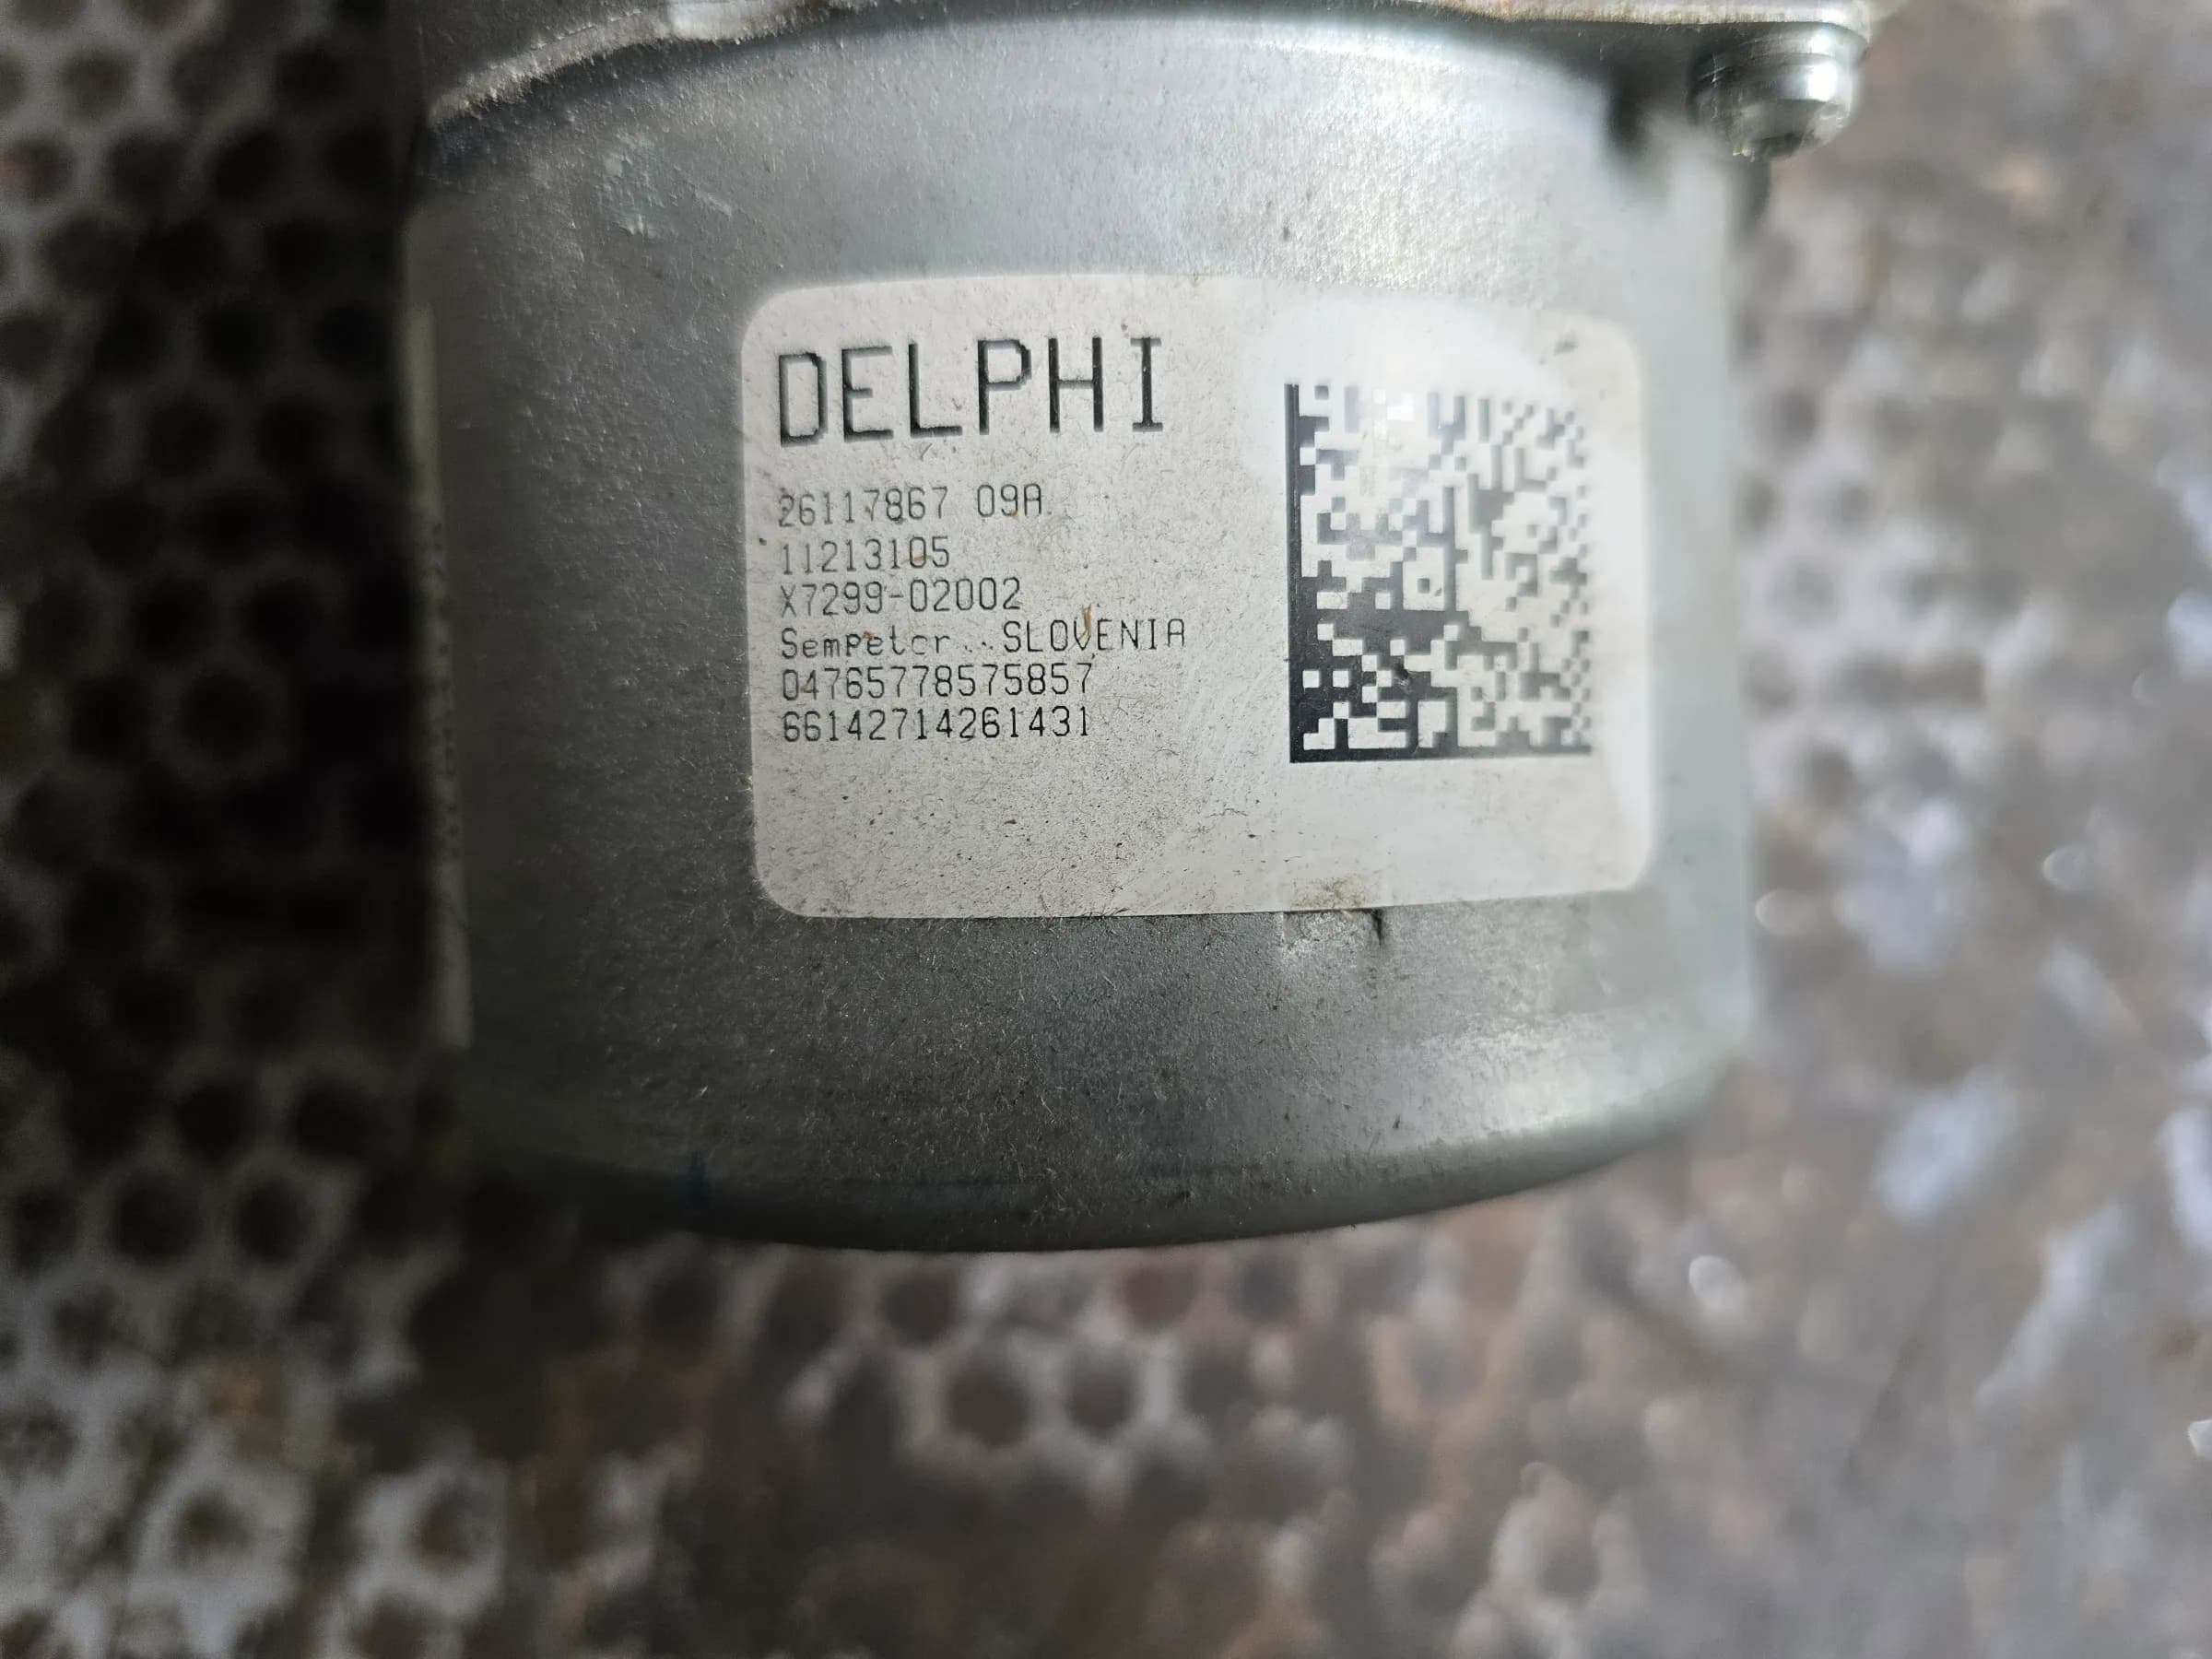 DELPHI
26117867 09A
11213105
X7299-02002
Sempeter.. SLOVENIA
04765778575857
66142714261431